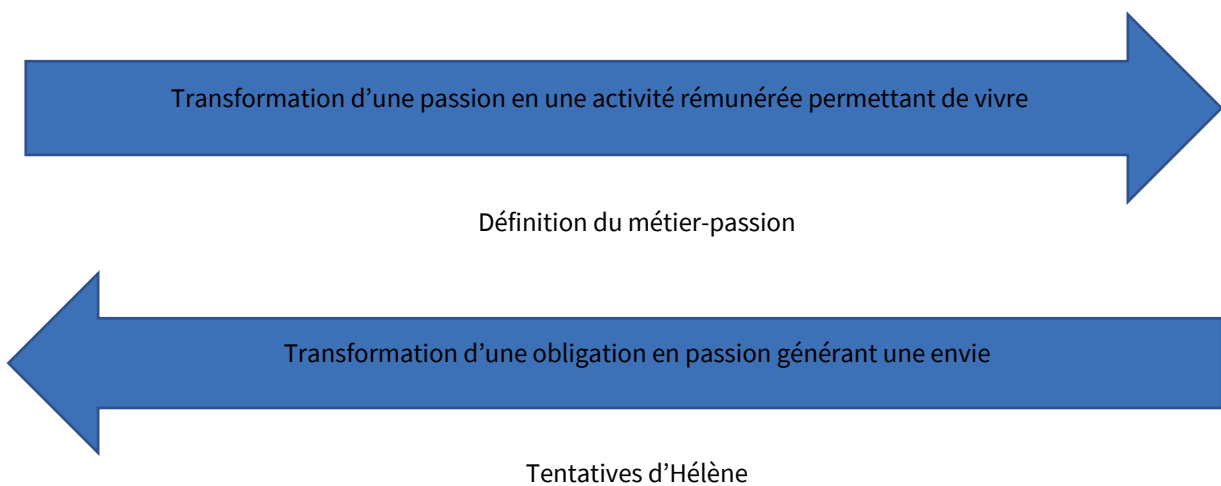 Transformation d’une passion en une activité rémunérée permettant de vivre
Définition du métier-passion
Transformation d’une obligation en passion générant une envie
Tentatives d’Hélène